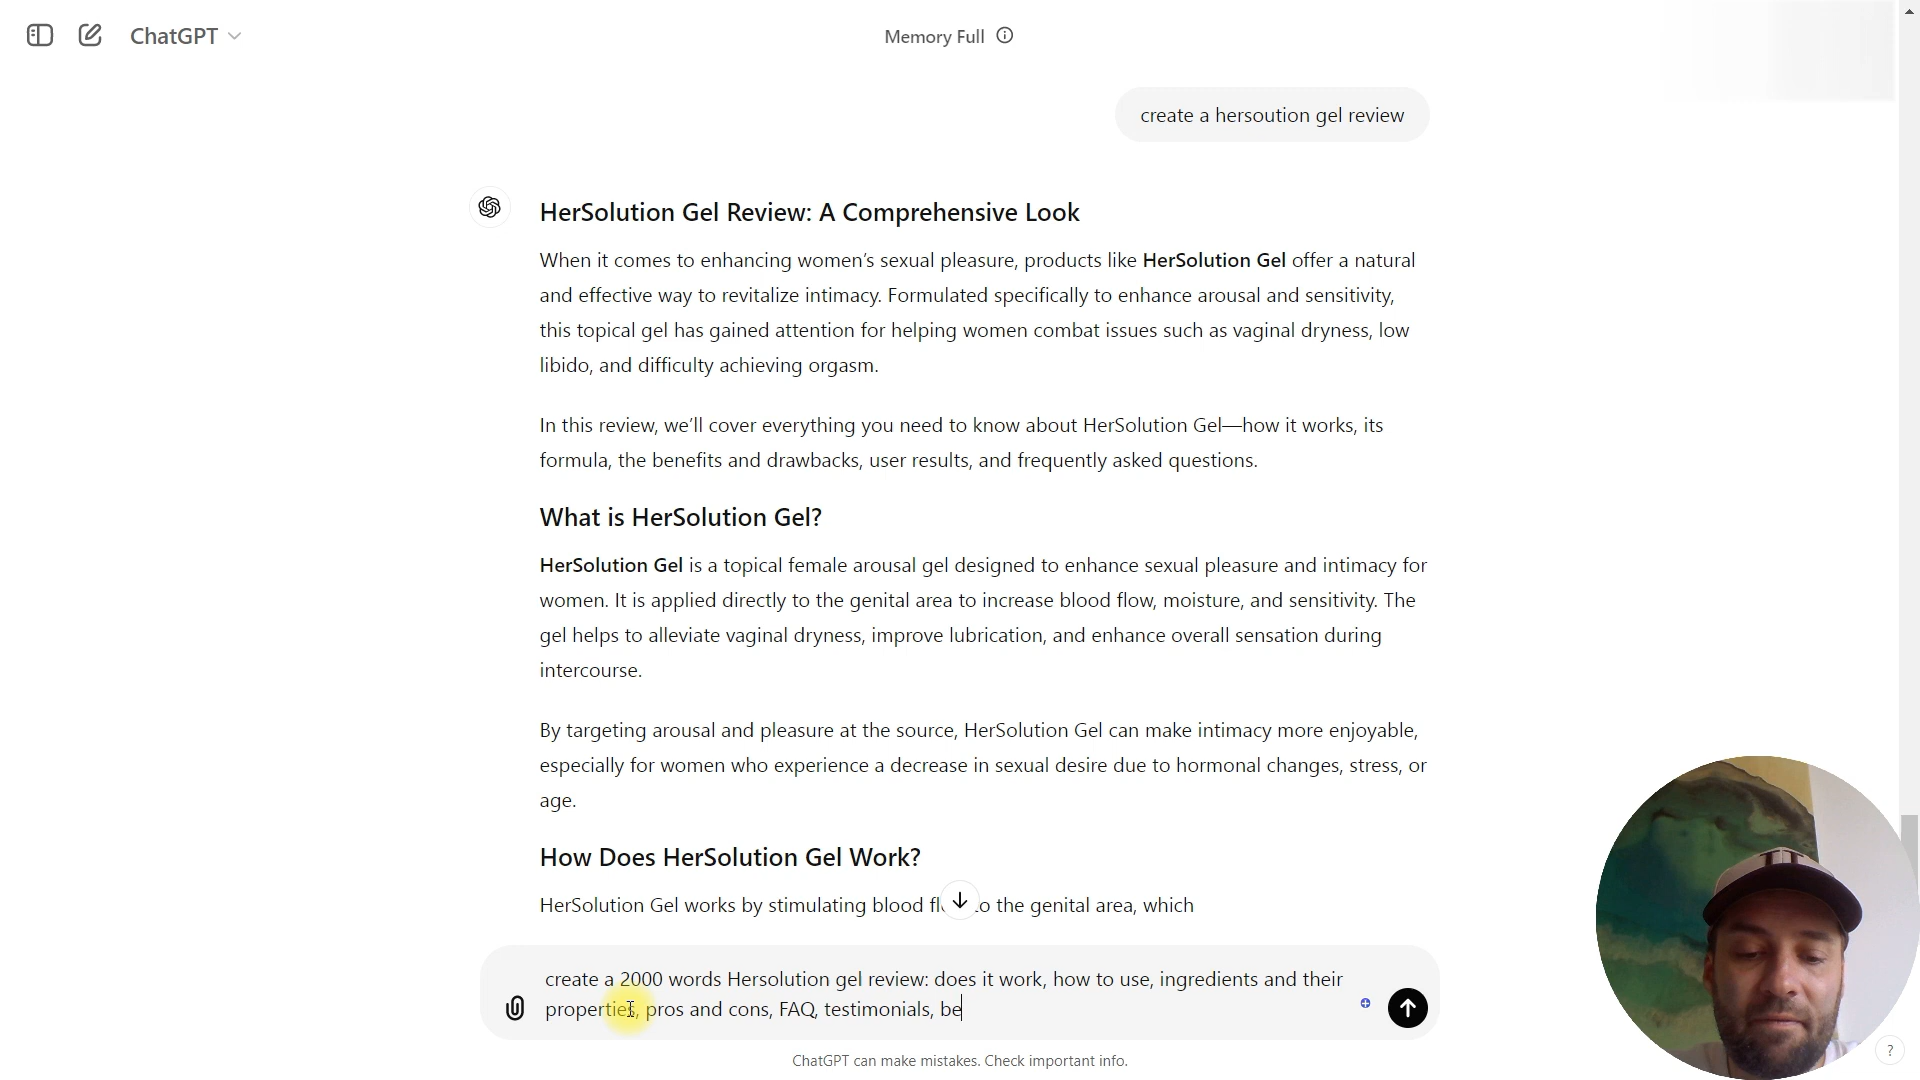 ChatGPT
Memory Full
create a hersoution gel review
HerSolution Gel Review: A Comprehensive Look
When it comes to enhancing women’s sexual pleasure, products like HerSolution Gel offer a natural
and effective way to revitalize intimacy. Formulated specifically to enhance arousal and sensitivity,
this topical gel has gained attention for helping women combat issues such as vaginal dryness, low
libido, and difficulty achieving orgasm.
In this review, we’ll cover everything you need to know about HerSolution Gel—how it works, its
formula, the benefits and drawbacks, user results, and frequently asked questions.
What is HerSolution Gel?
HerSolution Gel is a topical female arousal gel designed to enhance sexual pleasure and intimacy for
women. It is applied directly to the genital area to increase blood flow, moisture, and sensitivity. The
gel helps to alleviate vaginal dryness, improve lubrication, and enhance overall sensation during
intercourse.
By targeting arousal and pleasure at the source, HerSolution Gel can make intimacy more enjoyable,
especially for women who experience a decrease in sexual desire due to hormonal changes, stress, or
age.
How Does HerSolution Gel Work?
HerSolution Gel works by stimulating blood the genital area, which
create a 2000 words Hersolution gel review: does it work, how to use, ingredients and their
properties, pros and cons, FAQ, testimonials, be
ChatGPT can make mistakes. Check important info.
?